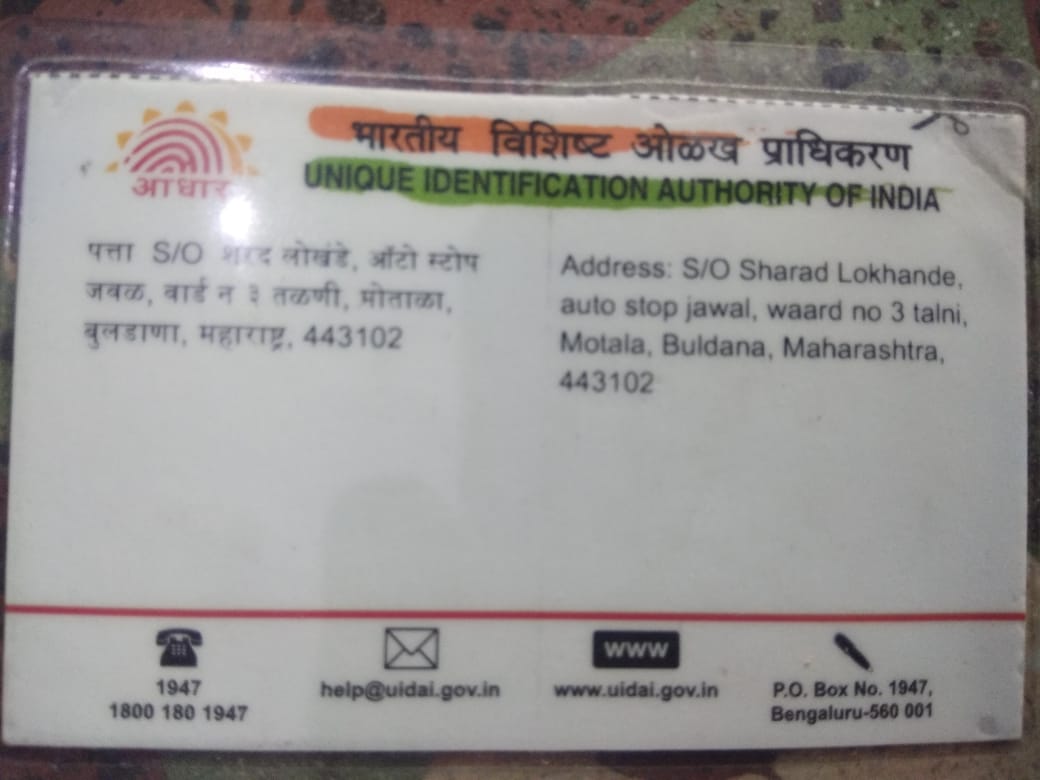 आधार
भारतीय विशिष्ट ओळख प्राधिकरण
UNIQUE IDENTIFICATION AUTHORITY OF INDIA
पत्ता S/O शरद लोखंडे, ऑटो स्टोप
जवळ, वार्ड न ३ तळणी, मोताळा,
बुलडाणा, महाराष्ट्र, 443102
Address: S/O Sharad Lokhande,
auto stop jawal, waard no 3 talni,
Motala, Buldana, Maharashtra,
443102
1947
1800 180 1947
help@uidai.gov.in
www
www.uidai.gov.in
P.O. Box No. 1947,
Bengaluru-560 001